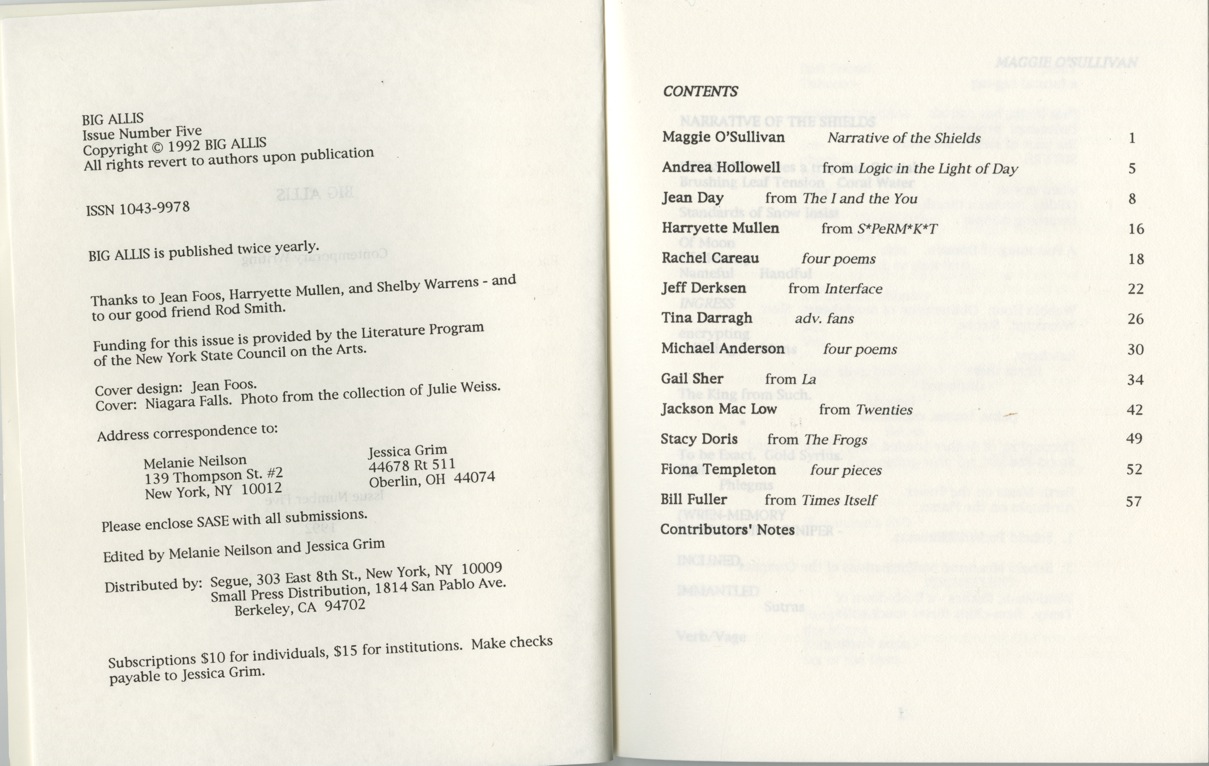 BIG ALLIS
Issue Number Five
Copyright © 1992 BIG ALLIS
All rights revert to authors upon publication
ISSN 1043-9978
BIG ALLIS is published twice yearly.
Thanks to Jean Foos, Harryette Mullen, and Shelby Warrens - and
to our good friend Rod Smith.
Funding for this issue is provided by the Literature Program
of the New York State Council on the Arts.
Cover design: Jean Foos.
Cover: Niagara Falls. Photo from the collection of Julie Weiss.
Address correspondence to:
Melanie Neilson
139 Thompson St. #2
New York, NY 10012
Jessica Grim
44678 Rt 511
Oberlin, OH 44074
Please enclose SASE with all submissions.
Edited by Melanie Neilson and Jessica Grim
Distributed by: Segue, 303 East 8th St., New York, NY 10009
Small Press Distribution, 1814 San Pablo Ave.
Berkeley, CA 94702
Subscriptions $10 for individuals, $15 for institutions. Make checks
payable to Jessica Grim.
CONTENTS
Maggie O'Sullivan Narrative of the Shields 1
Andrea Hollowell from Logic in the Light of Day 5
Jean Day from The I and the You 8
Harryette Mullen from S*PeRM*K*T 16
Rachel Careau four poems 18
Jeff Derksen from Interface 22
Tina Darragh adv. fans 26
Michael Anderson four poems 30
Gail Sher from La 34
Jackson Mac Low from Twenties 42
Stacy Doris from The Frogs 49
Fiona Templeton four pieces 52
Bill Fuller from Times Itself 57
Contributors' Notes